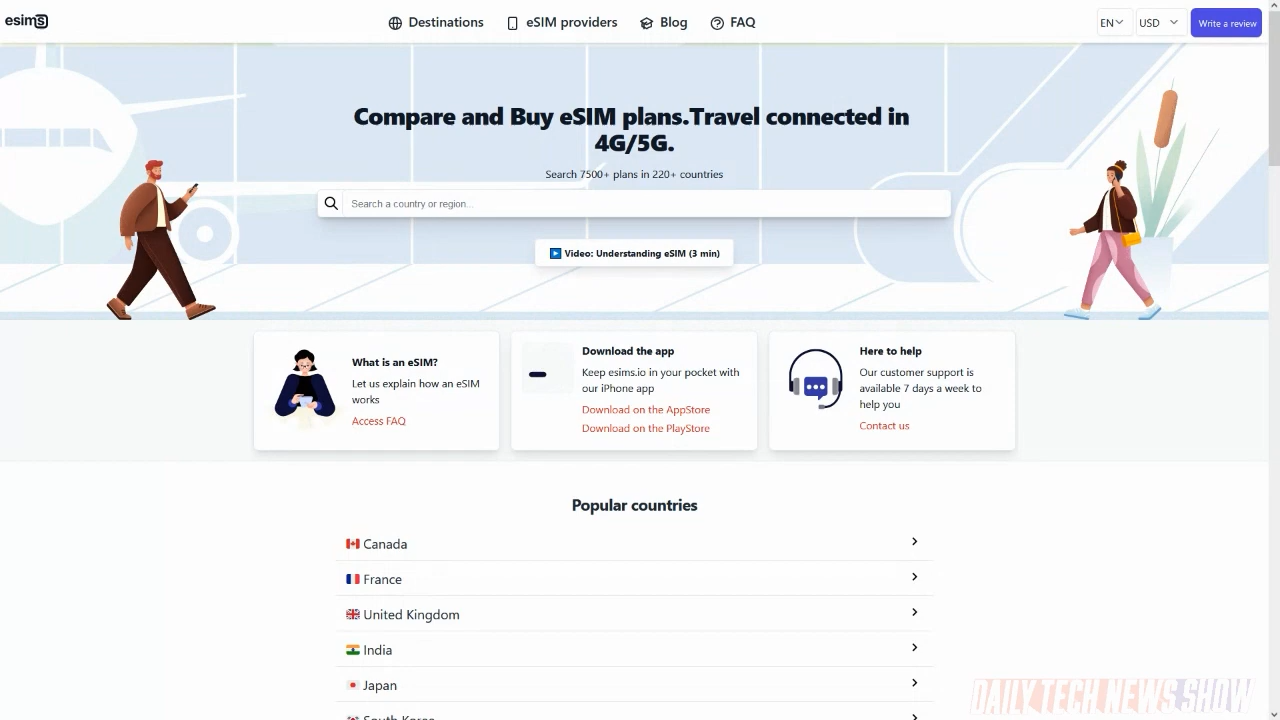 esims
Destinations
eSIM providers
Blog
FAQ
EN
USD
Write a review
Compare and Buy eSIM plans.Travel connected in
4G/5G.
Search 7500+ plans in 220+ countries
Search a country or region...
Video: Understanding eSIM (3 min)
What is an eSIM?
Let us explain how an eSIM
works
Access FAQ
Download the app
Keep esims.io in your pocket with
our iPhone app
Download on the AppStore
Download on the PlayStore
Here to help
Our customer support is
available 7 days a week to
help you
Contact us
Popular countries
Canada
France
United Kingdom
India
Japan
South Korea
DAILY TECH NEWS SHOW